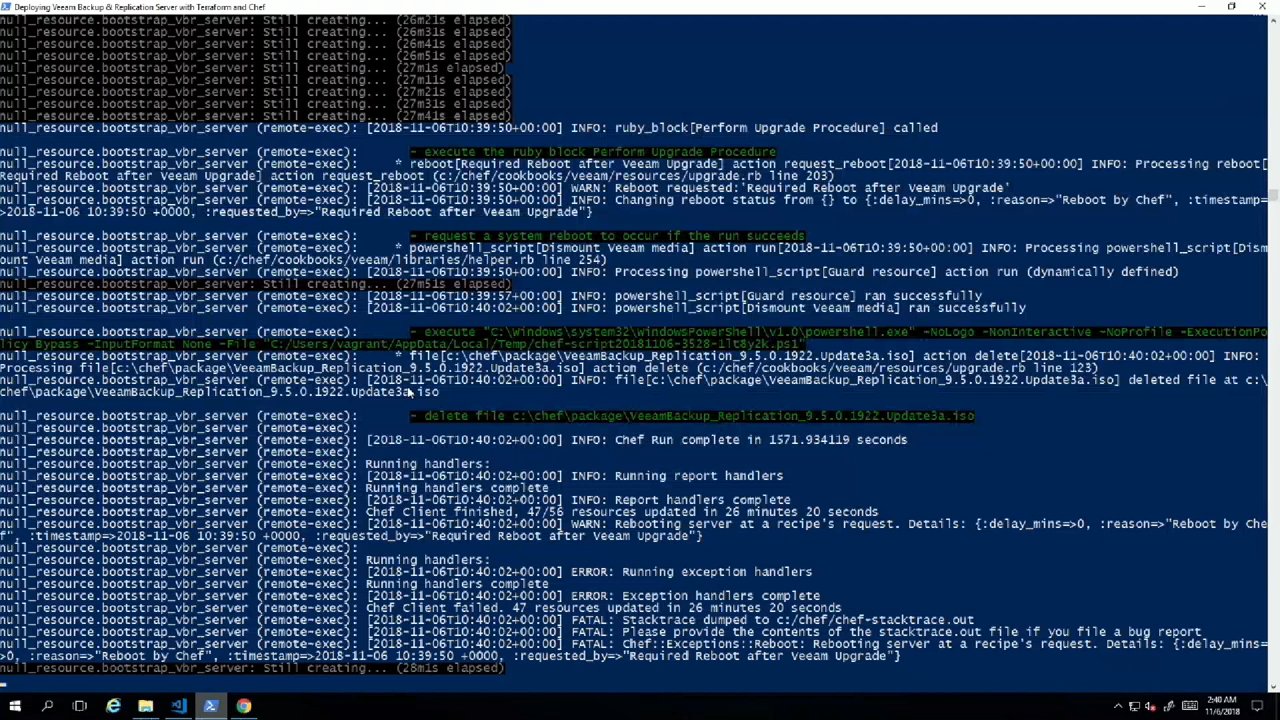 Deploying Veeam Backup & Replication Server with Terraform and Chef
null_resource.bootstrap_vbr_server: Still creating... (26m21s elapsed)
null_resource.bootstrap_vbr_server: Still creating... (26m31s elapsed)
null_resource.bootstrap_vbr_server: Still creating... (26m41s elapsed)
null_resource.bootstrap_vbr_server: Still creating... (26m51s elapsed)
null_resource.bootstrap_vbr_server: Still creating... (27m1s elapsed)
null_resource.bootstrap_vbr_server: Still creating... (27m11s elapsed)
null_resource.bootstrap_vbr_server: Still creating... (27m21s elapsed)
null_resource.bootstrap_vbr_server: Still creating... (27m31s elapsed)
null_resource.bootstrap_vbr_server: Still creating... (27m41s elapsed)
null_resource.bootstrap_vbr_server (remote-exec): [2018-11-06T10:39:50+00:00] INFO: ruby_block[Perform Upgrade Procedure] called
null_resource.bootstrap_vbr_server (remote-exec): - execute the ruby block Perform Upgrade Procedure
null_resource.bootstrap_vbr_server (remote-exec): * reboot[Required Reboot after Veeam Upgrade] action request_reboot[2018-11-06T10:39:50+00:00] INFO: Processing reboot[
Required Reboot after Veeam Upgrade] action request_reboot (c:/chef/cookbooks/veeam/resources/upgrade.rb line 203)
null_resource.bootstrap_vbr_server (remote-exec): [2018-11-06T10:39:50+00:00] WARN: Reboot requested:'Required Reboot after Veeam Upgrade'
null_resource.bootstrap_vbr_server (remote-exec): [2018-11-06T10:39:50+00:00] INFO: Changing reboot status from {} to {:delay_mins=>0, :reason=>"Reboot by Chef", :timestamp=
>2018-11-06 10:39:50 +0000, :requested_by=>"Required Reboot after Veeam Upgrade"}
null_resource.bootstrap_vbr_server (remote-exec): - request a system reboot to occur if the run succeeds
null_resource.bootstrap_vbr_server (remote-exec): * powershell_script[Dismount Veeam media] action run[2018-11-06T10:39:50+00:00] INFO: Processing powershell_script[Dism
ount Veeam media] action run (c:/chef/cookbooks/veeam/libraries/helper.rb line 254)
null_resource.bootstrap_vbr_server (remote-exec): [2018-11-06T10:39:50+00:00] INFO: Processing powershell_script[Guard resource] action run (dynamically defined)
null_resource.bootstrap_vbr_server: Still creating... (27m51s elapsed)
null_resource.bootstrap_vbr_server (remote-exec): [2018-11-06T10:39:57+00:00] INFO: powershell_script[Guard resource] ran successfully
null_resource.bootstrap_vbr_server (remote-exec): [2018-11-06T10:40:02+00:00] INFO: powershell_script[Dismount Veeam media] ran successfully
null_resource.bootstrap_vbr_server (remote-exec): - execute "C:\Windows\system32\WindowsPowerShell\v1.0\powershell.exe" -NoLogo -NonInteractive -NoProfile -ExecutionPo
licy Bypass -InputFormat None -File "C:/Users/vagrant/AppData/Local/Temp/chef-script20181106-3528-1lt8y2k.ps1"
null_resource.bootstrap_vbr_server (remote-exec): * file[c:\chef\package\VeeamBackup_Replication_9.5.0.1922.Update3a.iso] action delete[2018-11-06T10:40:02+00:00] INFO:
Processing file[c:\chef\package\VeeamBackup_Replication_9.5.0.1922.Update3a.iso] action delete (c:/chef/cookbooks/veeam/resources/upgrade.rb line 123)
null_resource.bootstrap_vbr_server (remote-exec): [2018-11-06T10:40:02+00:00] INFO: file[c:\chef\package\VeeamBackup_Replication_9.5.0.1922.Update3a.iso] deleted file at c:\
chef\package\VeeamBackup_Replication_9.5.0.1922.Update3a.iso
null_resource.bootstrap_vbr_server (remote-exec): - delete file c:\chef\package\VeeamBackup_Replication_9.5.0.1922.Update3a.iso
null_resource.bootstrap_vbr_server (remote-exec):
null_resource.bootstrap_vbr_server (remote-exec): [2018-11-06T10:40:02+00:00] INFO: Chef Run complete in 1571.934119 seconds
null_resource.bootstrap_vbr_server (remote-exec):
null_resource.bootstrap_vbr_server (remote-exec): Running handlers:
null_resource.bootstrap_vbr_server (remote-exec): [2018-11-06T10:40:02+00:00] INFO: Running report handlers
null_resource.bootstrap_vbr_server (remote-exec): Running handlers complete
null_resource.bootstrap_vbr_server (remote-exec): [2018-11-06T10:40:02+00:00] INFO: Report handlers complete
null_resource.bootstrap_vbr_server (remote-exec): Chef Client finished, 47/56 resources updated in 26 minutes 20 seconds
null_resource.bootstrap_vbr_server (remote-exec): [2018-11-06T10:40:02+00:00] WARN: Rebooting server at a recipe's request. Details: {:delay_mins=>0, :reason=>"Reboot by Che
f", :timestamp=>2018-11-06 10:39:50 +0000, :requested_by=>"Required Reboot after Veeam Upgrade"}
null_resource.bootstrap_vbr_server (remote-exec):
null_resource.bootstrap_vbr_server (remote-exec): Running handlers:
null_resource.bootstrap_vbr_server (remote-exec): [2018-11-06T10:40:02+00:00] ERROR: Running exception handlers
null_resource.bootstrap_vbr_server (remote-exec): Running handlers complete
null_resource.bootstrap_vbr_server (remote-exec): [2018-11-06T10:40:02+00:00] ERROR: Exception handlers complete
null_resource.bootstrap_vbr_server (remote-exec): Chef Client failed. 47 resources updated in 26 minutes 20 seconds
null_resource.bootstrap_vbr_server (remote-exec): [2018-11-06T10:40:02+00:00] FATAL: Stacktrace dumped to c:/chef/chef-stacktrace.out
null_resource.bootstrap_vbr_server (remote-exec): [2018-11-06T10:40:02+00:00] FATAL: Please provide the contents of the stacktrace.out file if you file a bug report
null_resource.bootstrap_vbr_server (remote-exec): [2018-11-06T10:40:02+00:00] FATAL: Chef::Exceptions::Reboot: Rebooting server at a recipe's request. Details: {:delay_mins=
>0, :reason=>"Reboot by Chef", :timestamp=>2018-11-06 10:39:50 +0000, :requested_by=>"Required Reboot after Veeam Upgrade"}
null_resource.bootstrap_vbr_server: Still creating... (28m1s elapsed)
2:40 AM
11/6/2018